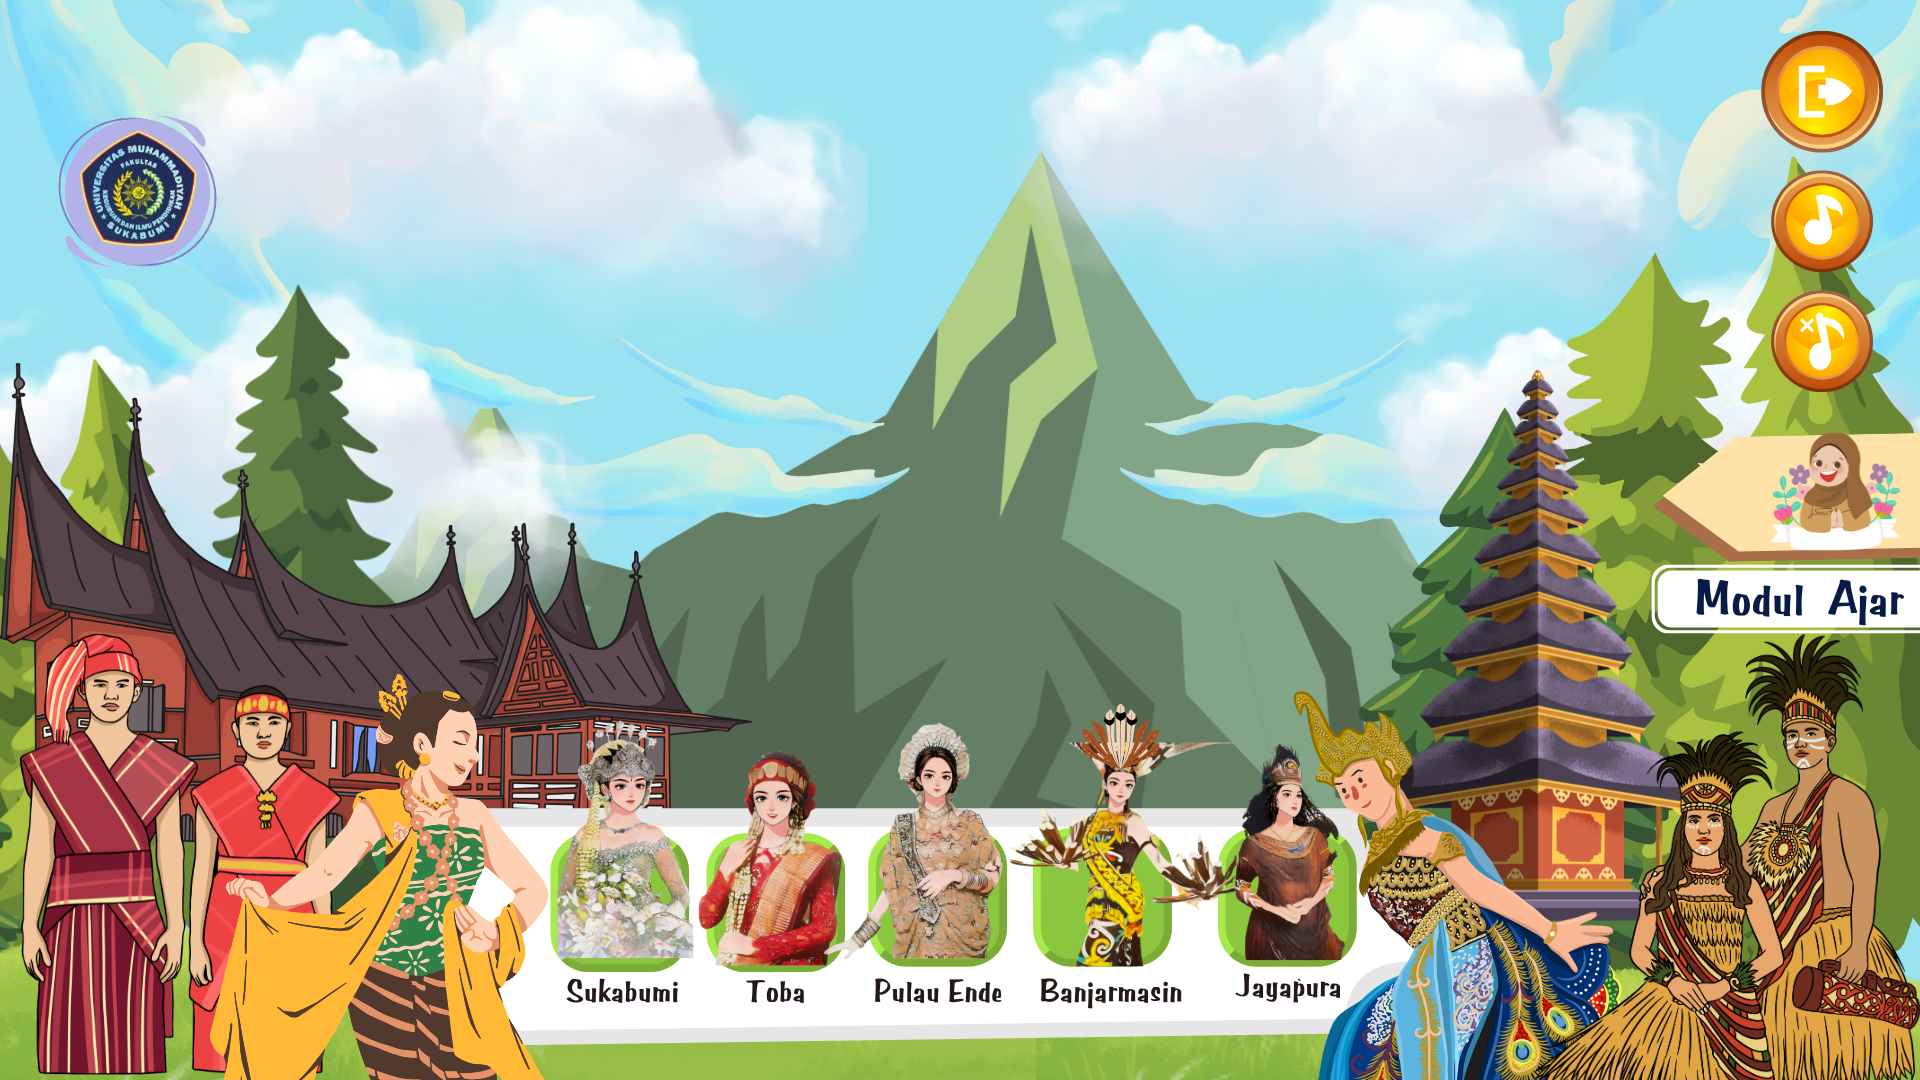 UNIVERSITAS MUHAMMADIYAH
FAKULTAS
KEGURUAN DAN ILMU PENDIDIKAN
SUKABUMI
Modul Ajar
Sukabumi
Toba
Pulau Ende
Banjarmasin
Jayapura